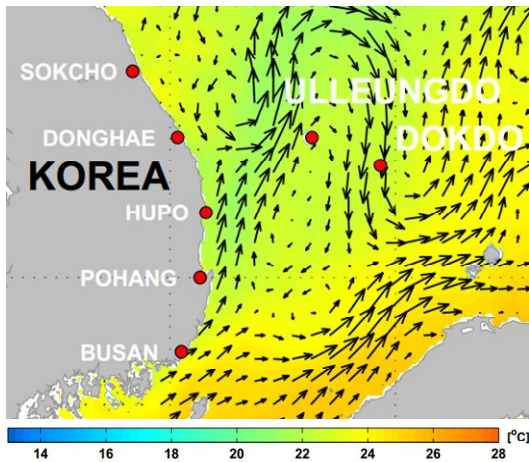 SOKCHO
ULLEUNGDO
DONGHAE
DOKDO
KOREA
HUPO
POHANG
BUSAN
14 16 18 20 22 24 26 28 [°C]